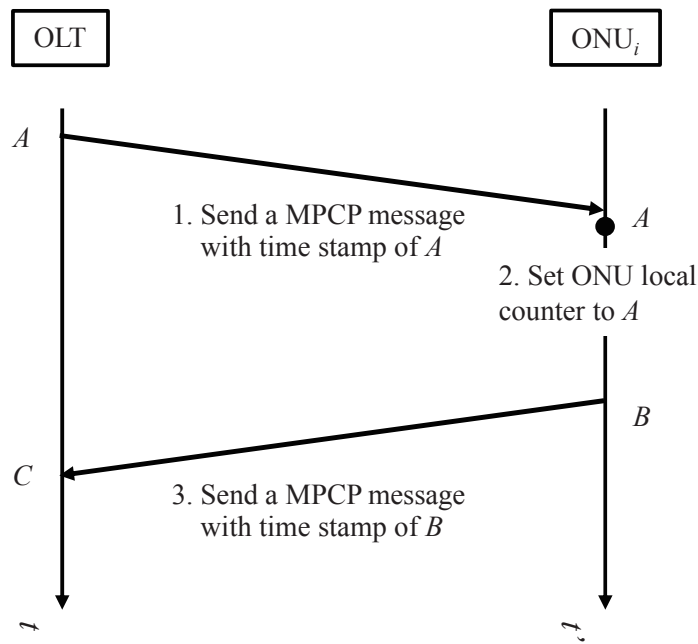 OLT
ONUi
A
1. Send a MPCP message
with time stamp of A
A
2. Set ONU local
counter to A
B
C
3. Send a MPCP message
with time stamp of B
t
t'